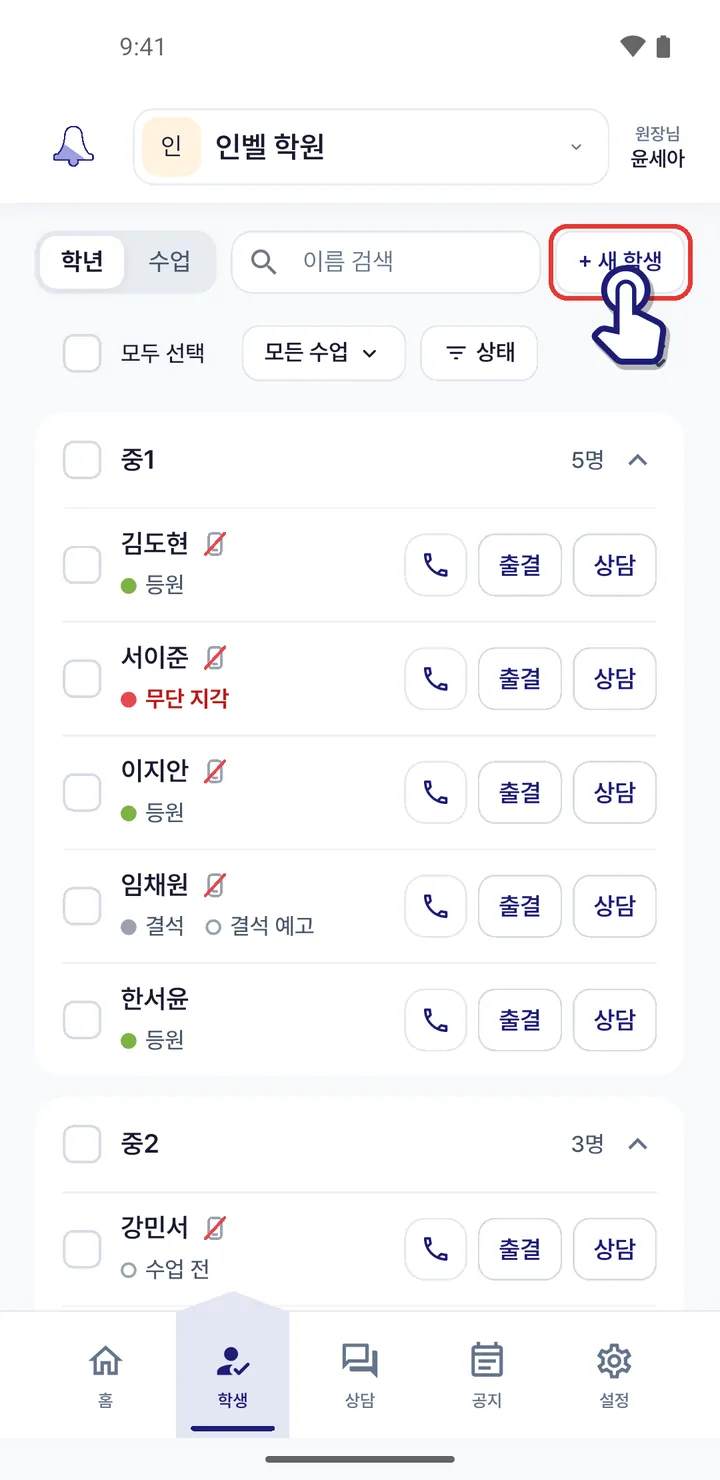 9:41
인
인벨 학원
원장님
윤세아
학년
수업
이름 검색
+ 새 학생
모두 선택
모든 수업
상태
중1
5명
김도현
등원
출결
상담
서이준
무단 지각
출결
상담
이지안
등원
출결
상담
임채원
결석
결석 예고
출결
상담
한서윤
등원
출결
상담
중2
3명
강민서
수업 전
출결
상담
홈
학생
상담
공지
설정